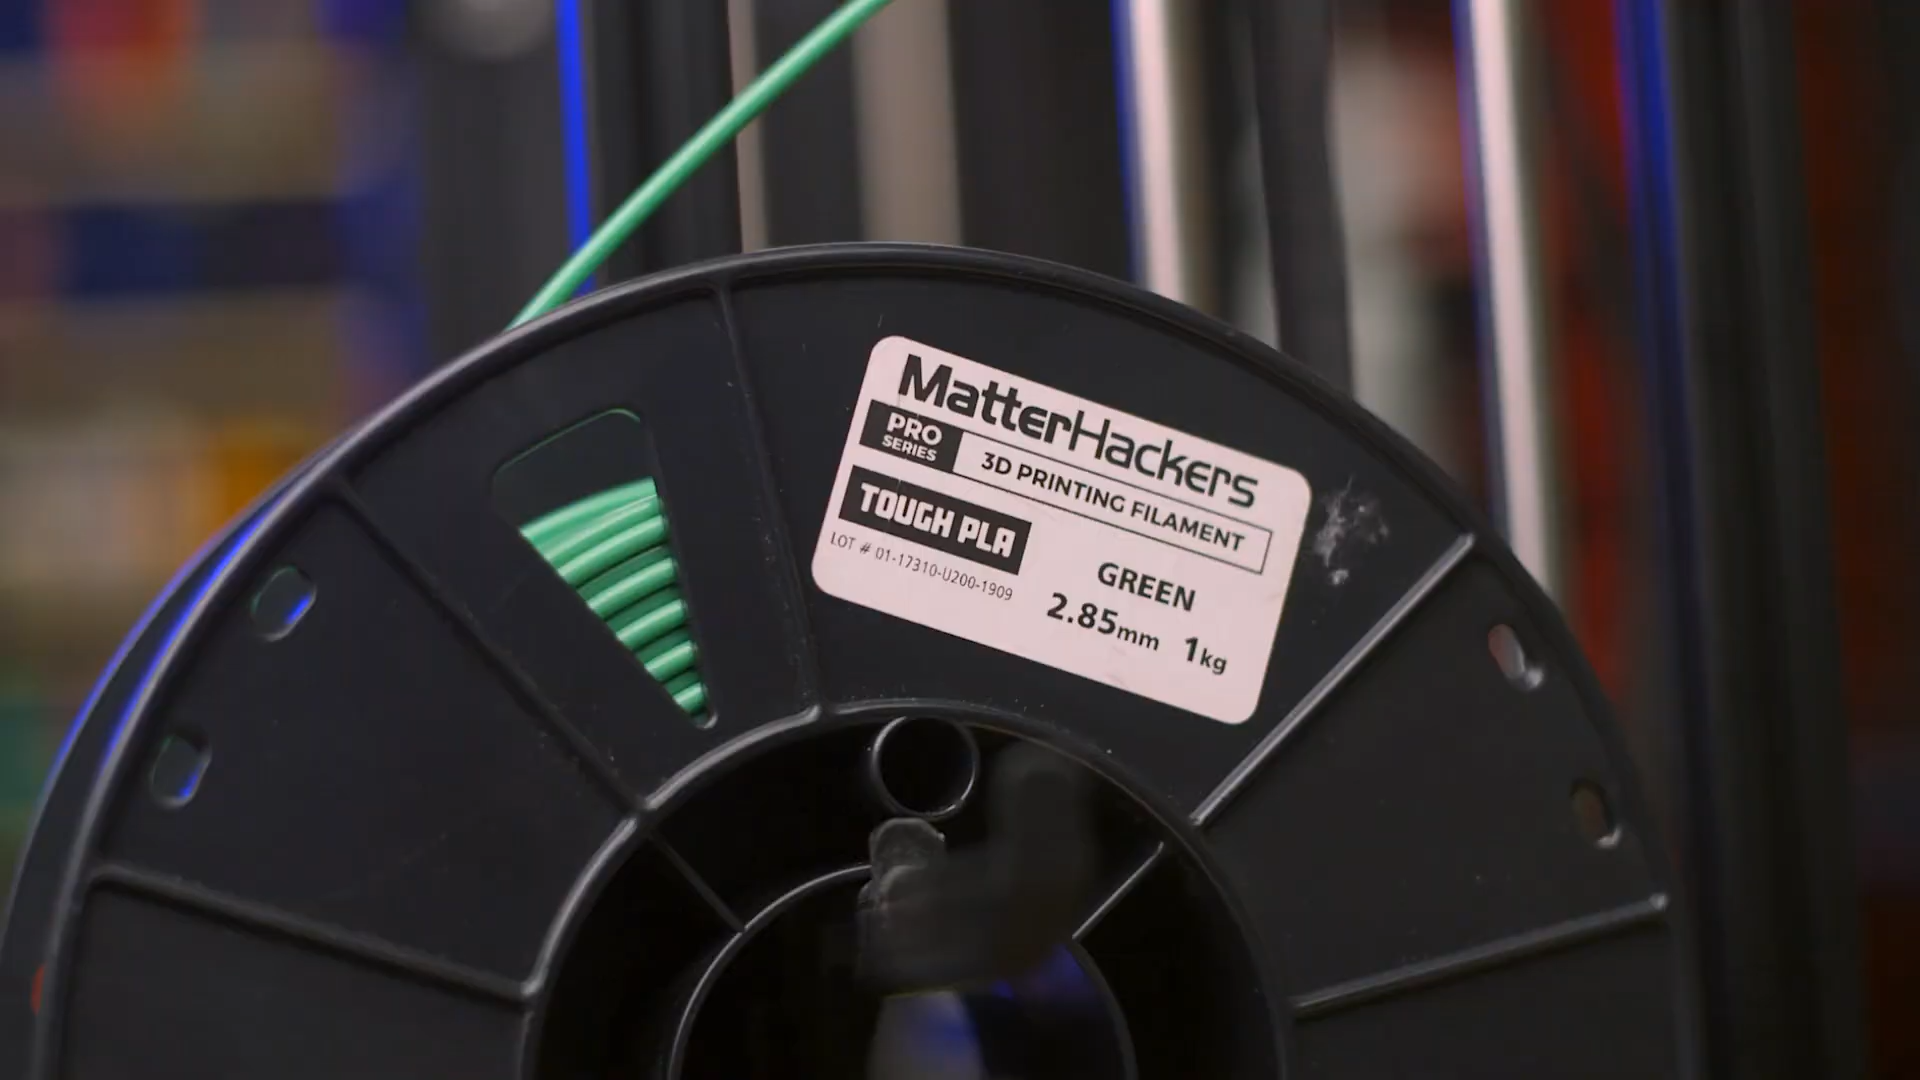 MatterHackers
PRO
SERIES
3D PRINTING FILAMENT
TOUGH PLA
LOT # 01-17310-U200-1909
GREEN
2.85mm 1kg